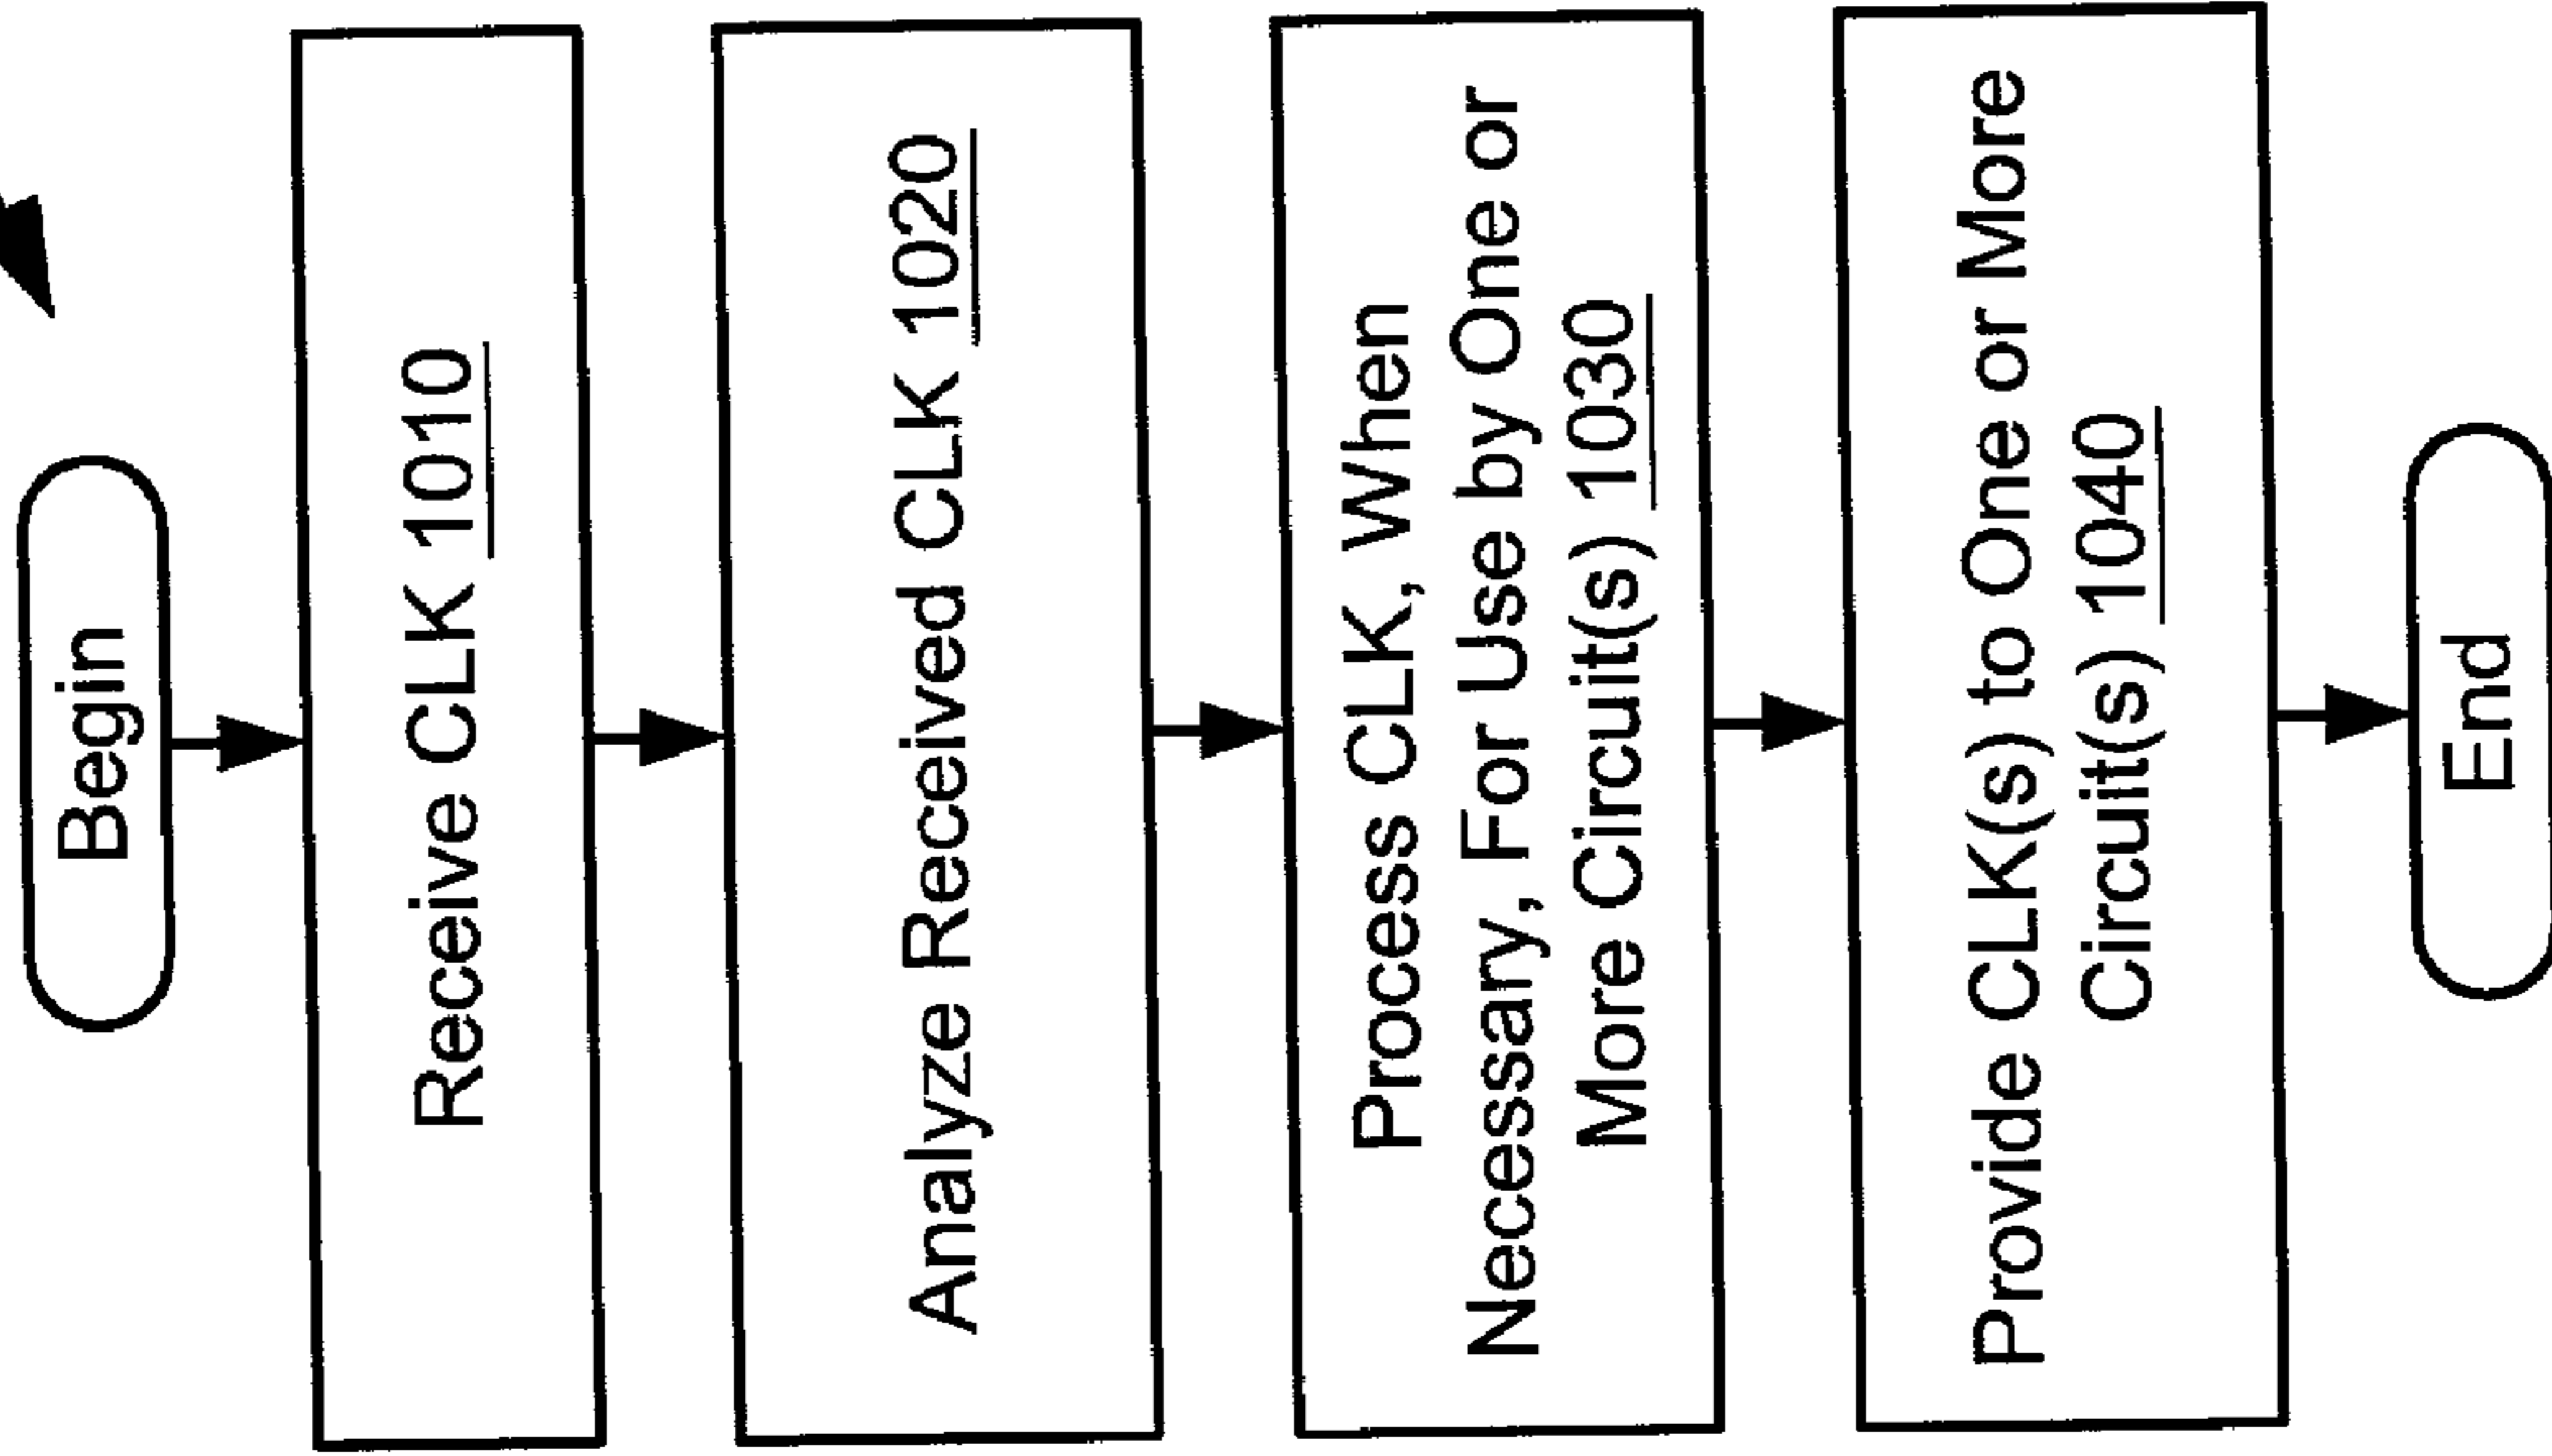 Begin
Receive CLK 1010
Analyze Received CLK 1020
Process CLK, When
Necessary, For Use by One or
More Circuit(s) 1030
Provide CLK(s) to One or More
Circuit(s) 1040
End